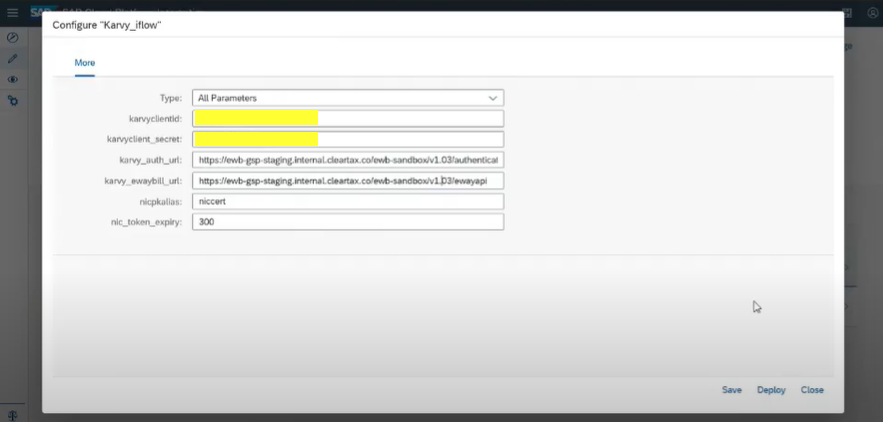 Configure "Karvy_iflow"
More
Type: All Parameters
karvyclientid:
karvyclient_secret:
karvy_auth_url: https://ewb-gsp-staging.internal.cleartax.co/ewb-sandbox/v1.03/authenticat
karvy_ewaybill_url: https://ewb-gsp-staging.internal.cleartax.co/ewb-sandbox/v1.03/ewayapi
nicpkalias: niccert
nic_token_expiry: 300
Save Deploy Close